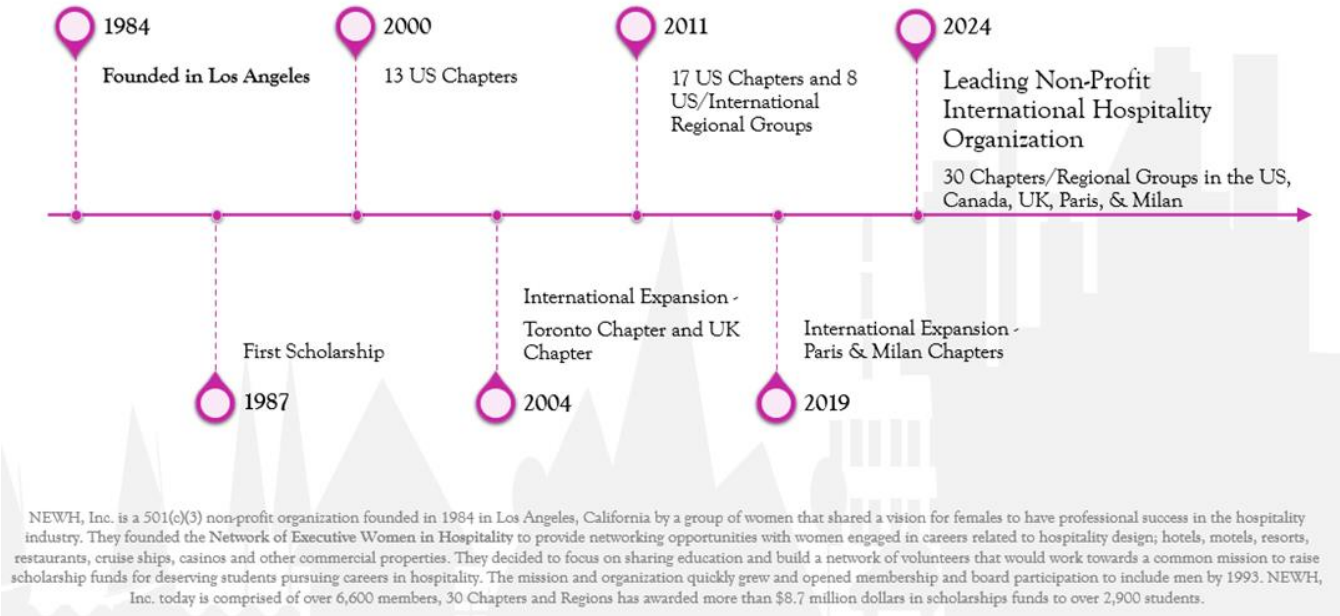 1984
Founded in Los Angeles
2000
13 US Chapters
2011
17 US Chapters and 8
US/International
Regional Groups
2024
Leading Non-Profit
International Hospitality
Organization
30 Chapters/Regional Groups in the US,
Canada, UK, Paris, & Milan
First Scholarship
1987
International Expansion -
Toronto Chapter and UK
Chapter
2004
International Expansion -
Paris & Milan Chapters
2019
NEWH, Inc. is a 501(c)(3) non-profit organization founded in 1984 in Los Angeles, California by a group of women that shared a vision for females to have professional success in the hospitality
industry. They founded the Network of Executive Women in Hospitality to provide networking opportunities with women engaged in careers related to hospitality design; hotels, motels, resorts,
restaurants, cruise ships, casinos and other commercial properties. They decided to focus on sharing education and build a network of volunteers that would work towards a common mission to raise
scholarship funds for deserving students pursuing careers in hospitality. The mission and organization quickly grew and opened membership and board participation to include men by 1993. NEWH,
Inc. today is comprised of over 6,600 members, 30 Chapters and Regions has awarded more than $8.7 million dollars in scholarships funds to over 2,900 students.